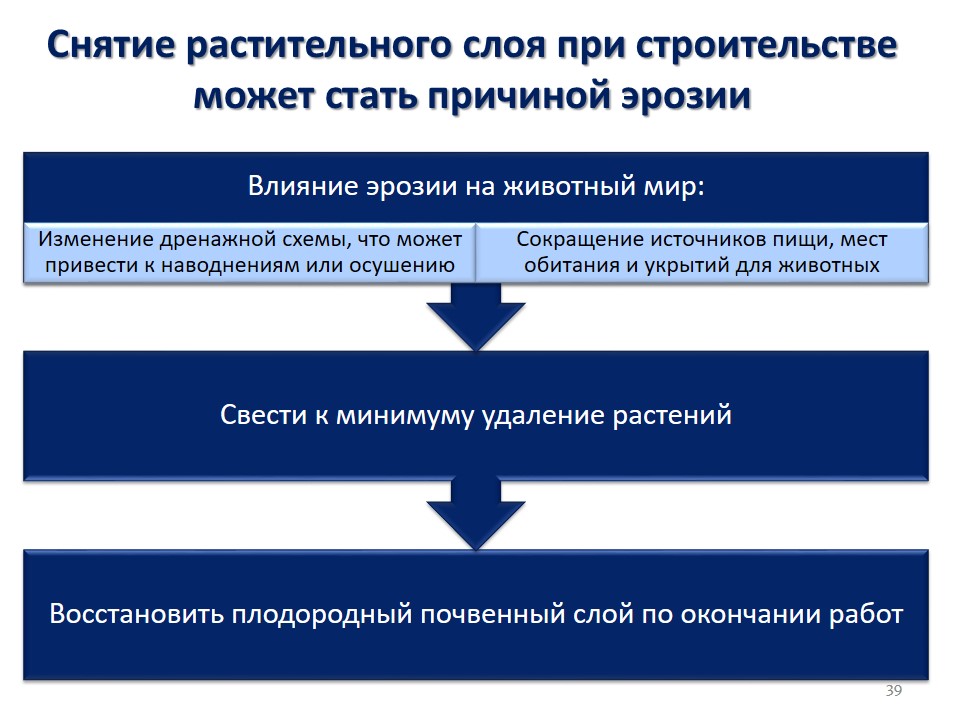 Снятие растительного слоя при строительстве
может стать причиной эрозии
Влияние эрозии на животный мир:
Изменение дренажной схемы, что может
привести к наводнениям или осушению
Сокращение источников пищи, мест
обитания и укрытий для животных
Свести к минимуму удаление растений
Восстановить плодородный почвенный слой по окончании работ
39